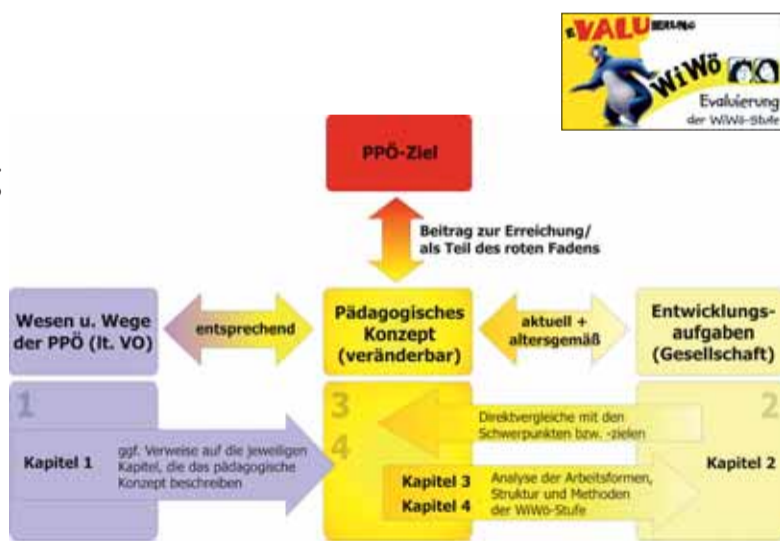 EVALUIERUNG
WiWö
Evaluierung
der WiWö-Stufe
PPÖ-Ziel
Beitrag zur Erreichung/
als Teil des roten Fadens
Wesen u. Wege
der PPÖ (lt. VO)
entsprechend
Pädagogisches
Konzept
(veränderbar)
aktuell +
altersgemäß
Entwicklungs-
aufgaben
(Gesellschaft)
1
Kapitel 1
ggf. Verweise auf die jeweiligen
Kapitel, die das pädagogische
Konzept beschreiben
3
4
Direktvergleiche mit den
Schwerpunkten bzw. -zielen
2
Kapitel 2
Kapitel 3
Kapitel 4
Analyse der Arbeitsformen,
Struktur und Methoden
der WiWö-Stufe